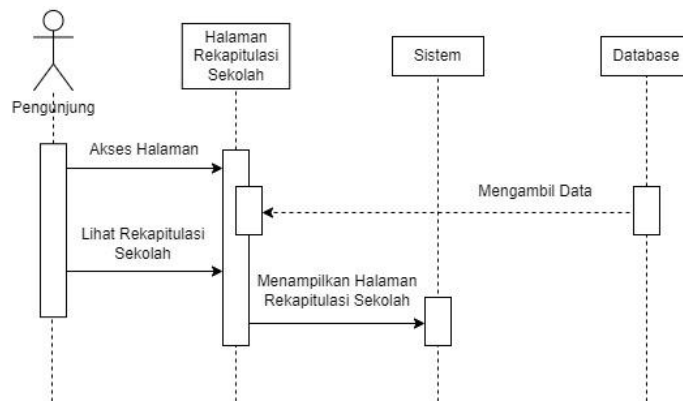 Halaman
Rekapitulasi
Sekolah
Sistem
Database
Pengunjung
Akses Halaman
Mengambil Data
Lihat Rekapitulasi
Sekolah
Menampilkan Halaman
Rekapitulasi Sekolah